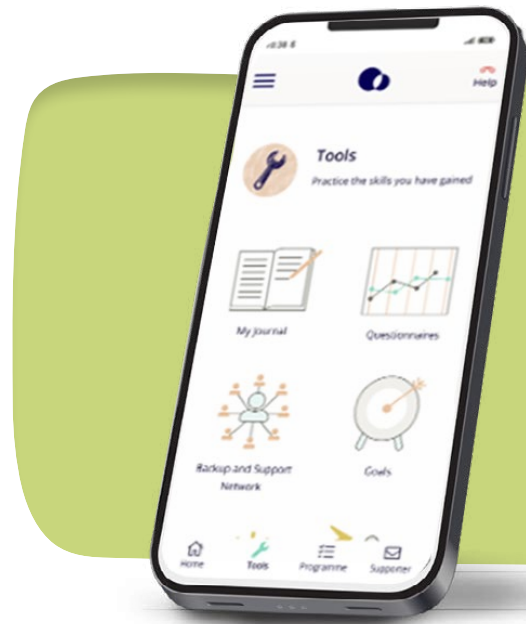 Help
Tools
Practice the skills you have gained
My Journal
Questionnaires
Backup and Support
Network
Goals
Home
Tools
Programme
Supporter